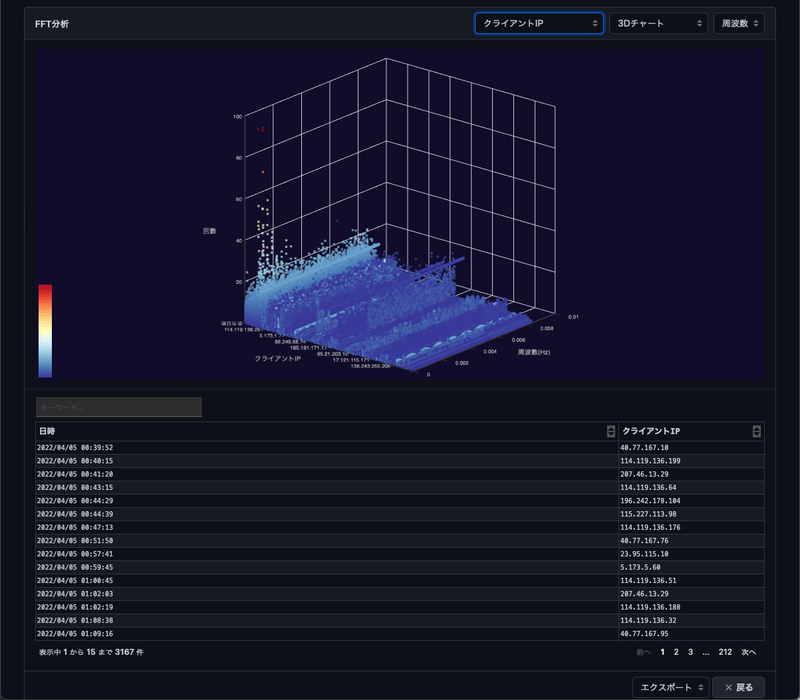 FFT分析
クライアントIP
3Dチャート
周波数
100
80
60
40
20
回数
項目なし
114.119.136.251
5.173.1.1
66.249.68.74
185.191.171.1
65.21.203.10
17.121.115.171
136.243.255.206
クライアントIP
0
0.002
0.004
0.006
0.008
0.01
周波数(Hz)
キーワード...
日時 クライアントIP
2022/04/05 00:39:52 40.77.167.10
2022/04/05 00:40:15 114.119.136.199
2022/04/05 00:41:20 207.46.13.29
2022/04/05 00:43:15 114.119.136.64
2022/04/05 00:44:29 196.242.178.104
2022/04/05 00:44:39 115.227.113.98
2022/04/05 00:47:13 114.119.136.176
2022/04/05 00:51:50 40.77.167.76
2022/04/05 00:57:41 23.95.115.10
2022/04/05 00:59:45 5.173.5.60
2022/04/05 01:00:45 114.119.136.51
2022/04/05 01:02:03 207.46.13.29
2022/04/05 01:02:19 114.119.136.188
2022/04/05 01:08:38 114.119.136.32
2022/04/05 01:09:16 40.77.167.95
表示中 1 から 15 まで 3167 件
前へ 1 2 3 ... 212 次へ
エクスポート
× 戻る